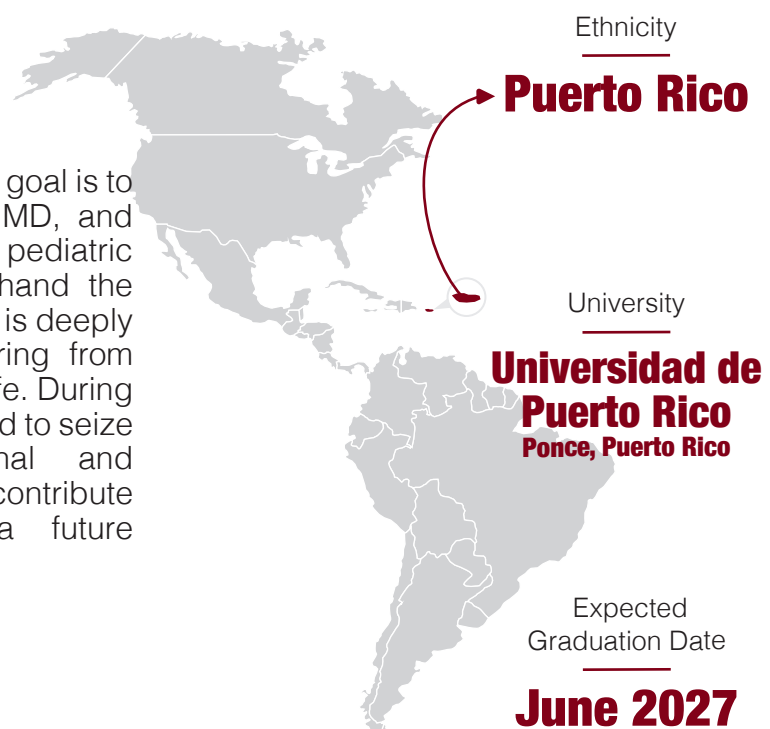 goal is to
MD, and
pediatric
hand the
is deeply
ring from
fe. During
d to seize
nal and
contribute
a future
Ethnicity
Puerto Rico
University
Universidad de
Puerto Rico
Ponce, Puerto Rico
Expected
Graduation Date
June 2027